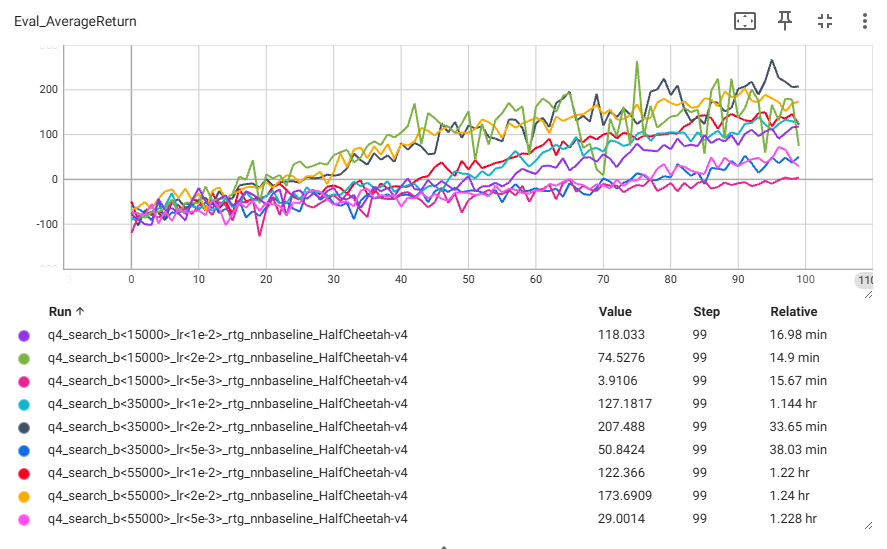 Eval_AverageReturn
200
100
0
-100
0 10 20 30 40 50 60 70 80 90 100
Run Value Step Relative
q4_search_b<15000>_lr<1e-2>_rtg_nnbaseline_HalfCheetah-v4 118.033 99 16.98 min
q4_search_b<15000>_lr<2e-2>_rtg_nnbaseline_HalfCheetah-v4 74.5276 99 14.9 min
q4_search_b<15000>_lr<5e-3>_rtg_nnbaseline_HalfCheetah-v4 3.9106 99 15.67 min
q4_search_b<35000>_lr<1e-2>_rtg_nnbaseline_HalfCheetah-v4 127.1817 99 1.144 hr
q4_search_b<35000>_lr<2e-2>_rtg_nnbaseline_HalfCheetah-v4 207.488 99 33.65 min
q4_search_b<35000>_lr<5e-3>_rtg_nnbaseline_HalfCheetah-v4 50.8424 99 38.03 min
q4_search_b<55000>_lr<1e-2>_rtg_nnbaseline_HalfCheetah-v4 122.366 99 1.22 hr
q4_search_b<55000>_lr<2e-2>_rtg_nnbaseline_HalfCheetah-v4 173.6909 99 1.24 hr
q4_search_b<55000>_lr<5e-3>_rtg_nnbaseline_HalfCheetah-v4 29.0014 99 1.228 hr